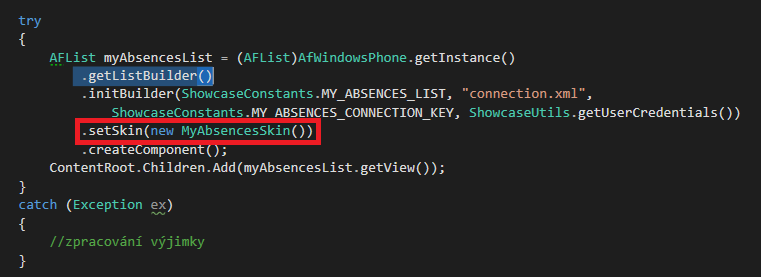 try
{
AFList myAbsencesList = (AFList)AfWindowsPhone.getInstance()
.getListBuilder()
.initBuilder(ShowcaseConstants.MY_ABSENCES_LIST, "connection.xml",
ShowcaseConstants.MY_ABSENCES_CONNECTION_KEY, ShowcaseUtils.getUserCredentials())
.setSkin(new MyAbsencesSkin())
.createComponent();
ContentRoot.Children.Add(myAbsencesList.getView());
}
catch (Exception ex)
{
//zpracování výjimky
}